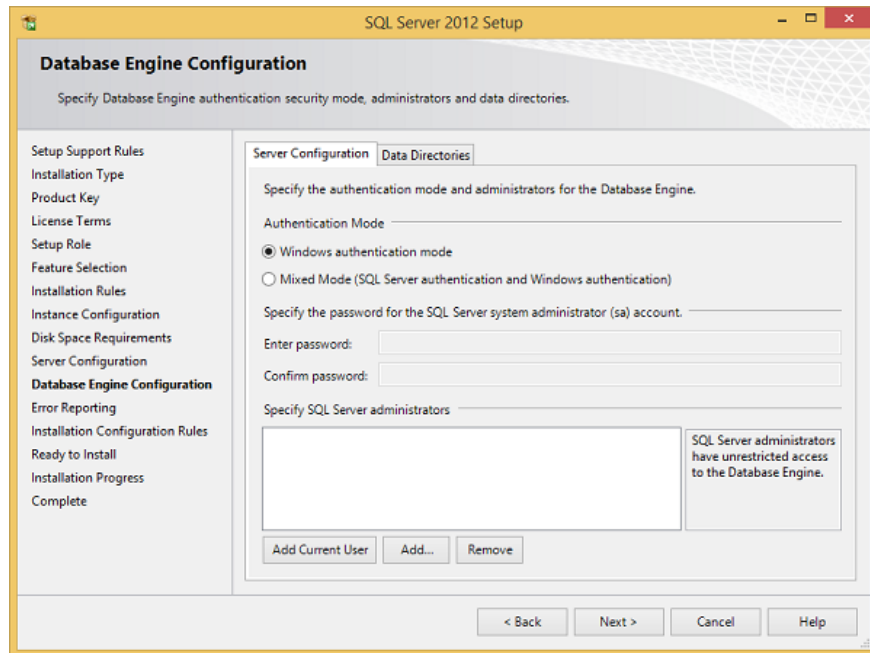 SQL Server 2012 Setup
Database Engine Configuration
Specify Database Engine authentication security mode, administrators and data directories.
Setup Support Rules
Installation Type
Product Key
License Terms
Setup Role
Feature Selection
Installation Rules
Instance Configuration
Disk Space Requirements
Server Configuration
Database Engine Configuration
Error Reporting
Installation Configuration Rules
Ready to Install
Installation Progress
Complete
Server Configuration
Data Directories
Specify the authentication mode and administrators for the Database Engine.
Authentication Mode
Windows authentication mode
Mixed Mode (SQL Server authentication and Windows authentication)
Specify the password for the SQL Server system administrator (sa) account.
Enter password:
Confirm password:
Specify SQL Server administrators
SQL Server administrators
have unrestricted access
to the Database Engine.
Add Current User
Add...
Remove
< Back
Next >
Cancel
Help